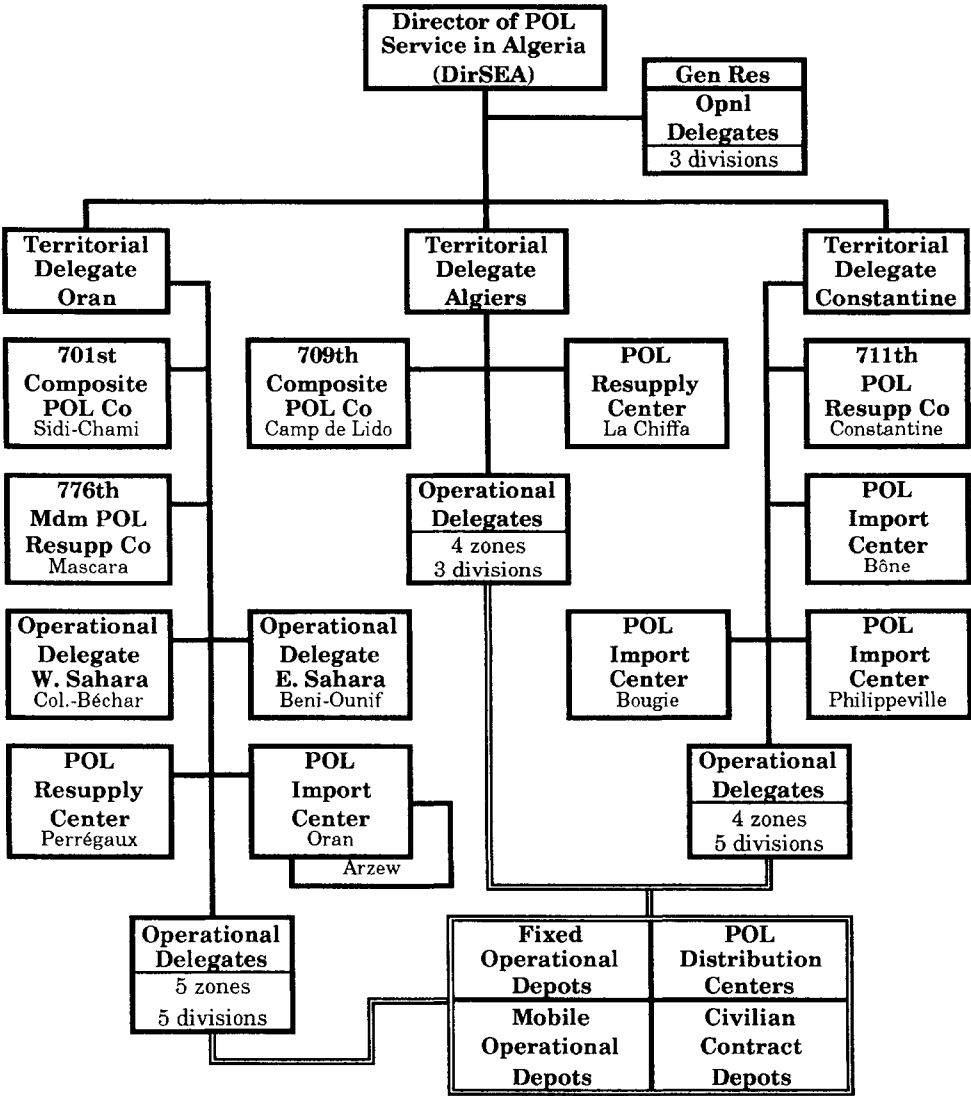 Director of POL
Service in Algeria
(DirSEA)
Gen Res
Opnl
Delegates
3 divisions
Territorial
Delegate
Oran
Territorial
Delegate
Algiers
Territorial
Delegate
Constantine
701st
Composite
POL Co
Sidi-Chami
709th
Composite
POL Co
Camp de Lido
POL
Resupply
Center
La Chiffa
711th
POL
Resupp Co
Constantine
776th
Mdm POL
Resupp Co
Mascara
Operational
Delegates
4 zones
3 divisions
POL
Import
Center
Bône
Operational
Delegate
W. Sahara
Col.-Béchar
Operational
Delegate
E. Sahara
Beni-Ounif
POL
Import
Center
Bougie
POL
Import
Center
Philippeville
POL
Resupply
Center
Perrégaux
POL
Import
Center
Oran
Arzew
Operational
Delegates
4 zones
5 divisions
Operational
Delegates
5 zones
5 divisions
Fixed
Operational
Depots
POL
Distribution
Centers
Mobile
Operational
Depots
Civilian
Contract
Depots